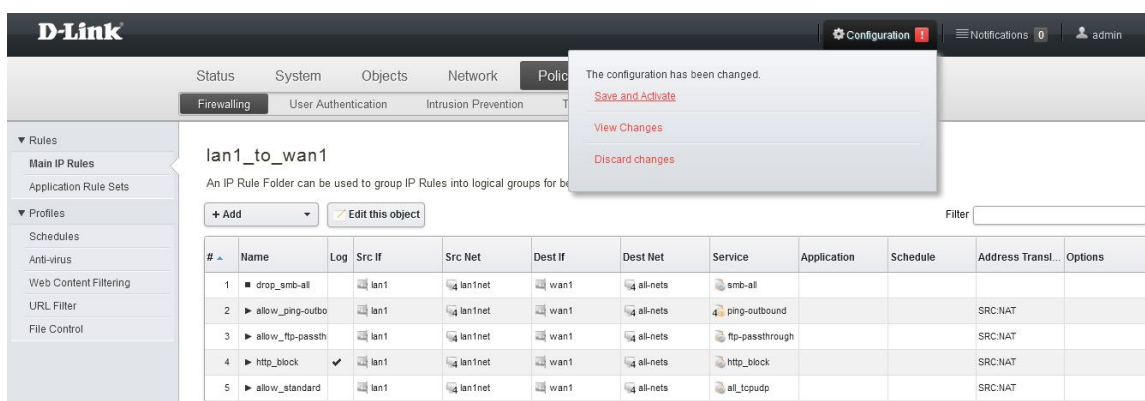 D-Link
Configuration ! Notifications 0 admin
Status System Objects Network Polic
The configuration has been changed.
Save and Activate
View Changes
Discard changes
Firewalling User Authentication Intrusion Prevention T
Rules
Main IP Rules
Application Rule Sets
Profiles
Schedules
Anti-virus
Web Content Filtering
URL Filter
File Control
lan1_to_wan1
An IP Rule Folder can be used to group IP Rules into logical groups for be
+ Add Edit this object Filter
# Name Log Src If Src Net Dest If Dest Net Service Application Schedule Address Transl... Options
1 drop_smb-all lan1 lan1net wan1 all-nets smb-all
2 allow_ping-outbo lan1 lan1net wan1 all-nets ping-outbound SRC:NAT
3 allow_ftp-passth lan1 lan1net wan1 all-nets ftp-passthrough SRC:NAT
4 http_block lan1 lan1net wan1 all-nets http_block SRC:NAT
5 allow_standard lan1 lan1net wan1 all-nets all_tcpudp SRC:NAT